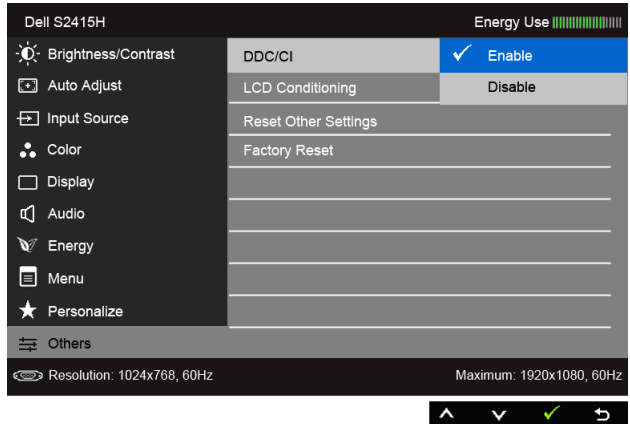 Dell S2415H Energy Use
Brightness/Contrast DDC/CI Enable
Auto Adjust LCD Conditioning Disable
Input Source Reset Other Settings
Color Factory Reset
Display
Audio
Energy
Menu
Personalize
Others
Resolution: 1024x768, 60Hz Maximum: 1920x1080, 60Hz